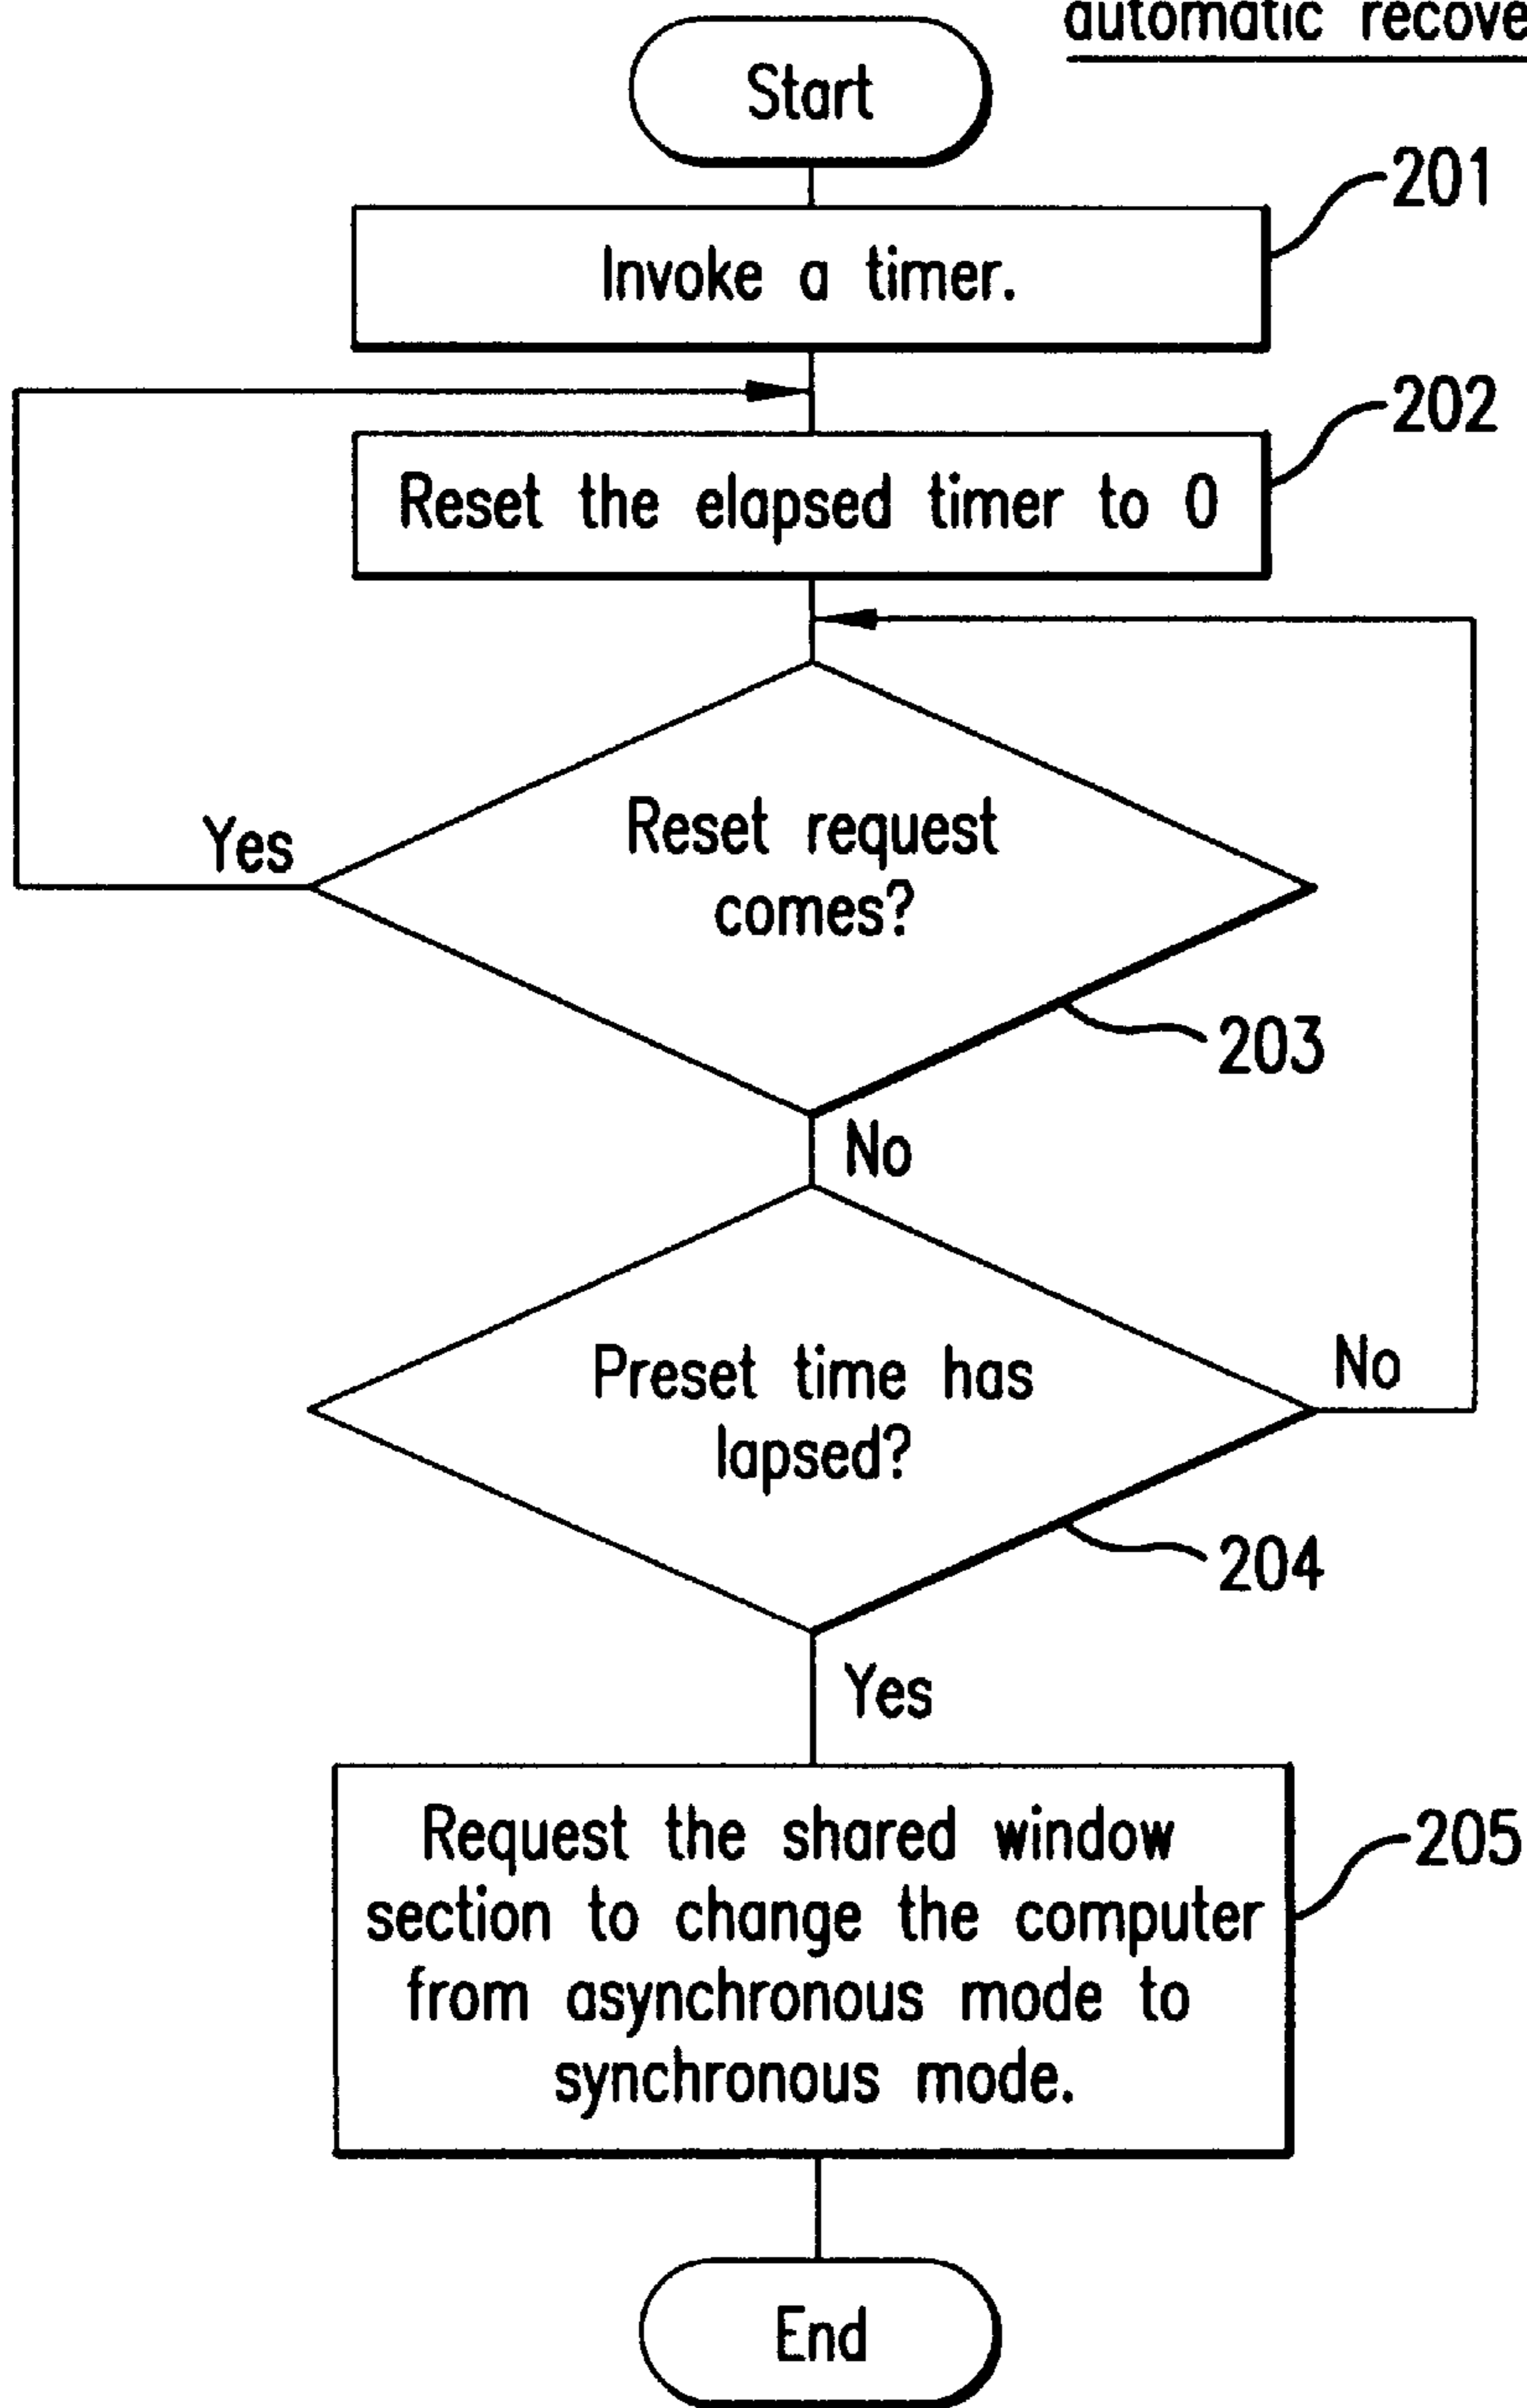 automatic
Start
201
Invoke a timer.
202
Reset the elapsed timer to 0
Yes
Reset request
comes?
203
No
Preset time has
lapsed?
No
204
Yes
Request the shared window
section to change the computer
from asynchronous mode to
synchronous mode.
205
End